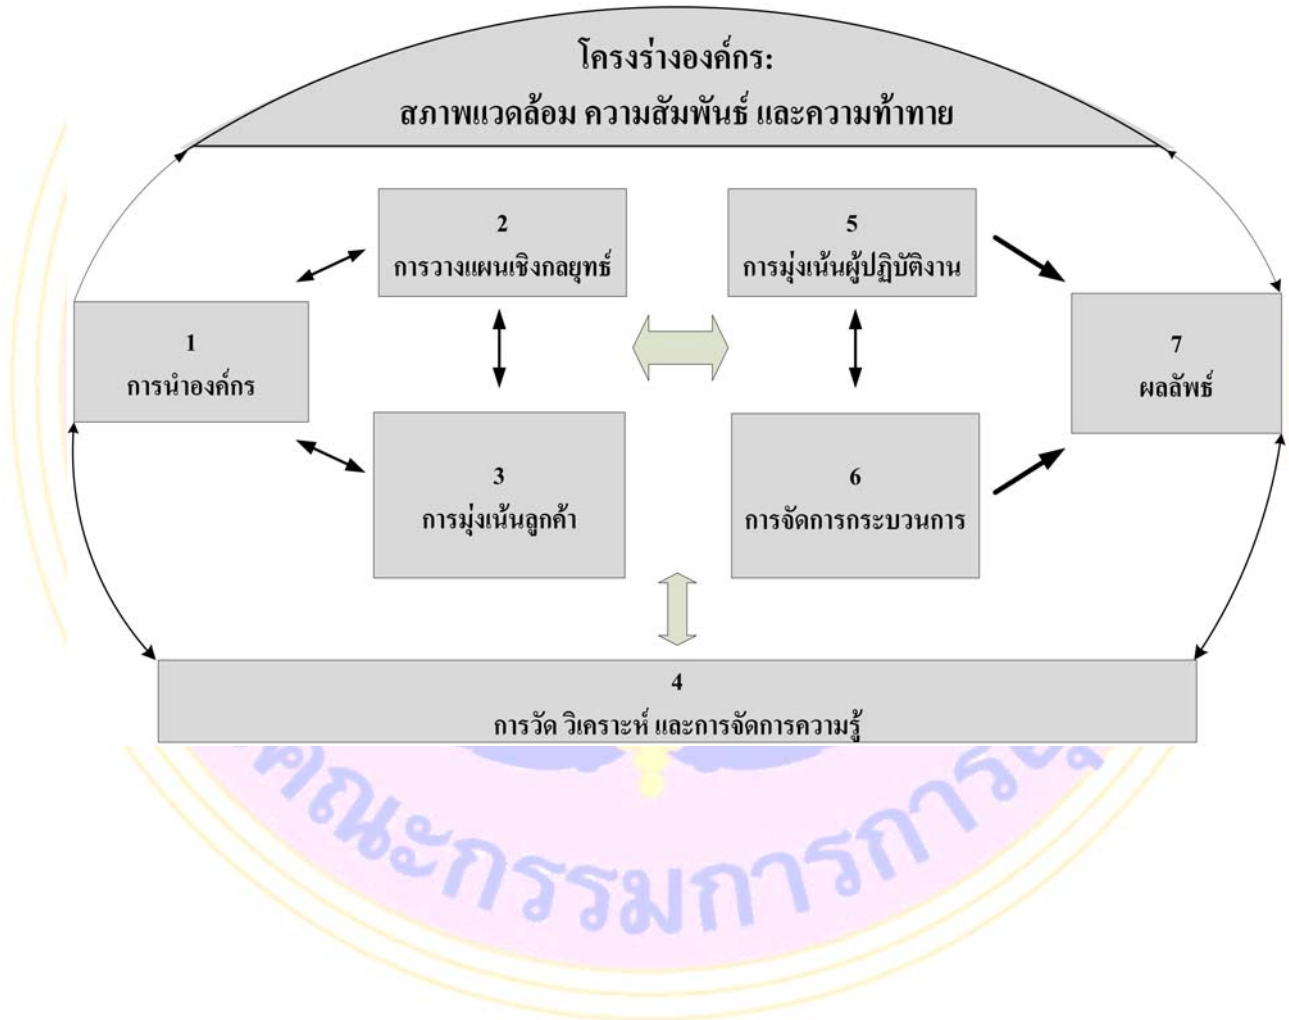 โครงร่างองค์กร:
สภาพแวดล้อม ความสัมพันธ์ และความท้าทาย
2
การวางแผนเชิงกลยุทธ์
5
การมุ่งเน้นผู้ปฏิบัติงาน
1
การนำองค์กร
7
ผลลัพธ์
3
การมุ่งเน้นลูกค้า
6
การจัดการกระบวนการ
4
การวัด วิเคราะห์ และการจัดการความรู้
คณะกรรมการการ